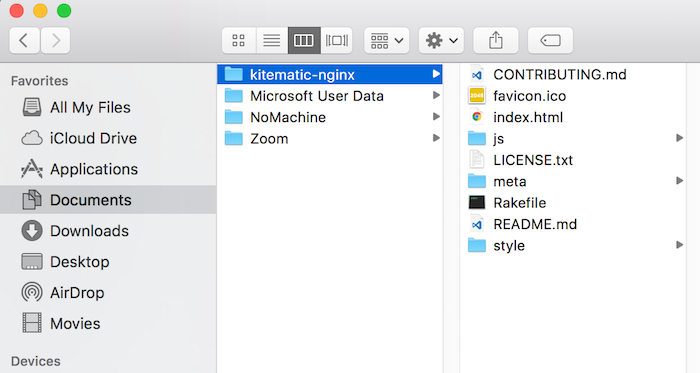 Favorites
All My Files
iCloud Drive
Applications
Documents
Downloads
Desktop
AirDrop
Movies
Devices
kitematic-nginx
Microsoft User Data
NoMachine
Zoom
CONTRIBUTING.md
favicon.ico
index.html
js
LICENSE.txt
meta
Rakefile
README.md
style
2048